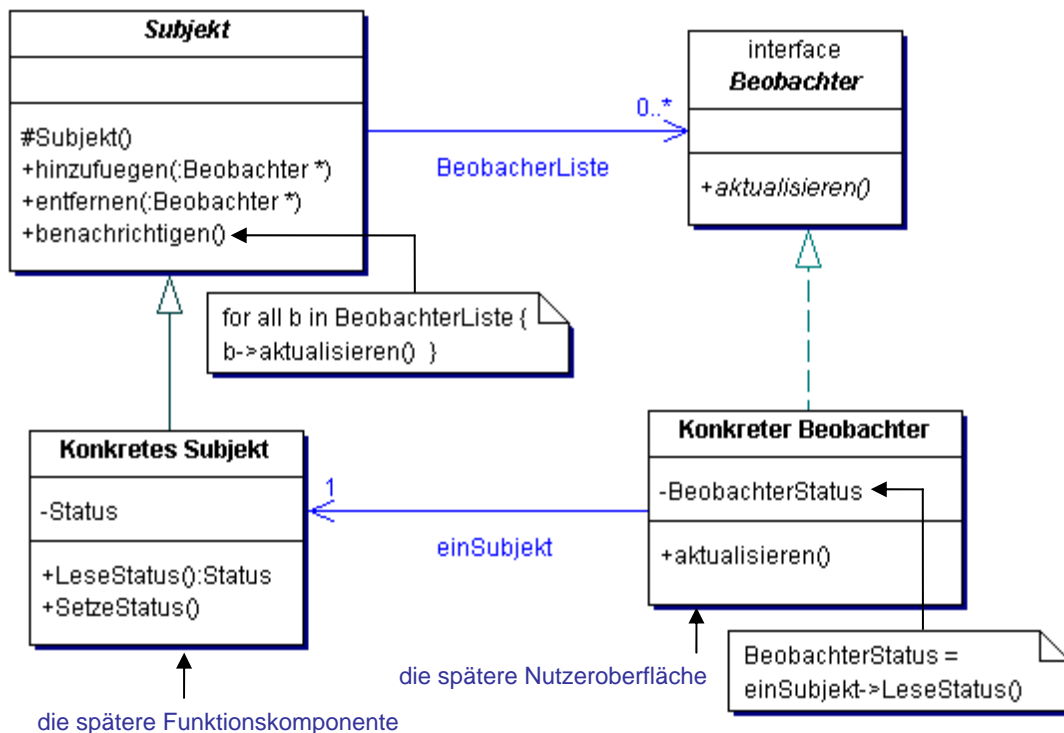 Subjekt
#Subjekt()
+hinzufuegen(:Beobachter *)
+entfernen(:Beobachter *)
+benachrichtigen()
0..*
BeobacherListe
interface
Beobachter
+aktualisieren()
for all b in BeobachterListe {
b->aktualisieren() }
Konkretes Subjekt
-Status
+LeseStatus():Status
+SetzeStatus()
1
einSubjekt
Konkreter Beobachter
-BeobachterStatus
+aktualisieren()
BeobachterStatus =
einSubjekt->LeseStatus()
die spätere Nutzeroberfläche
die spätere Funktionskomponente